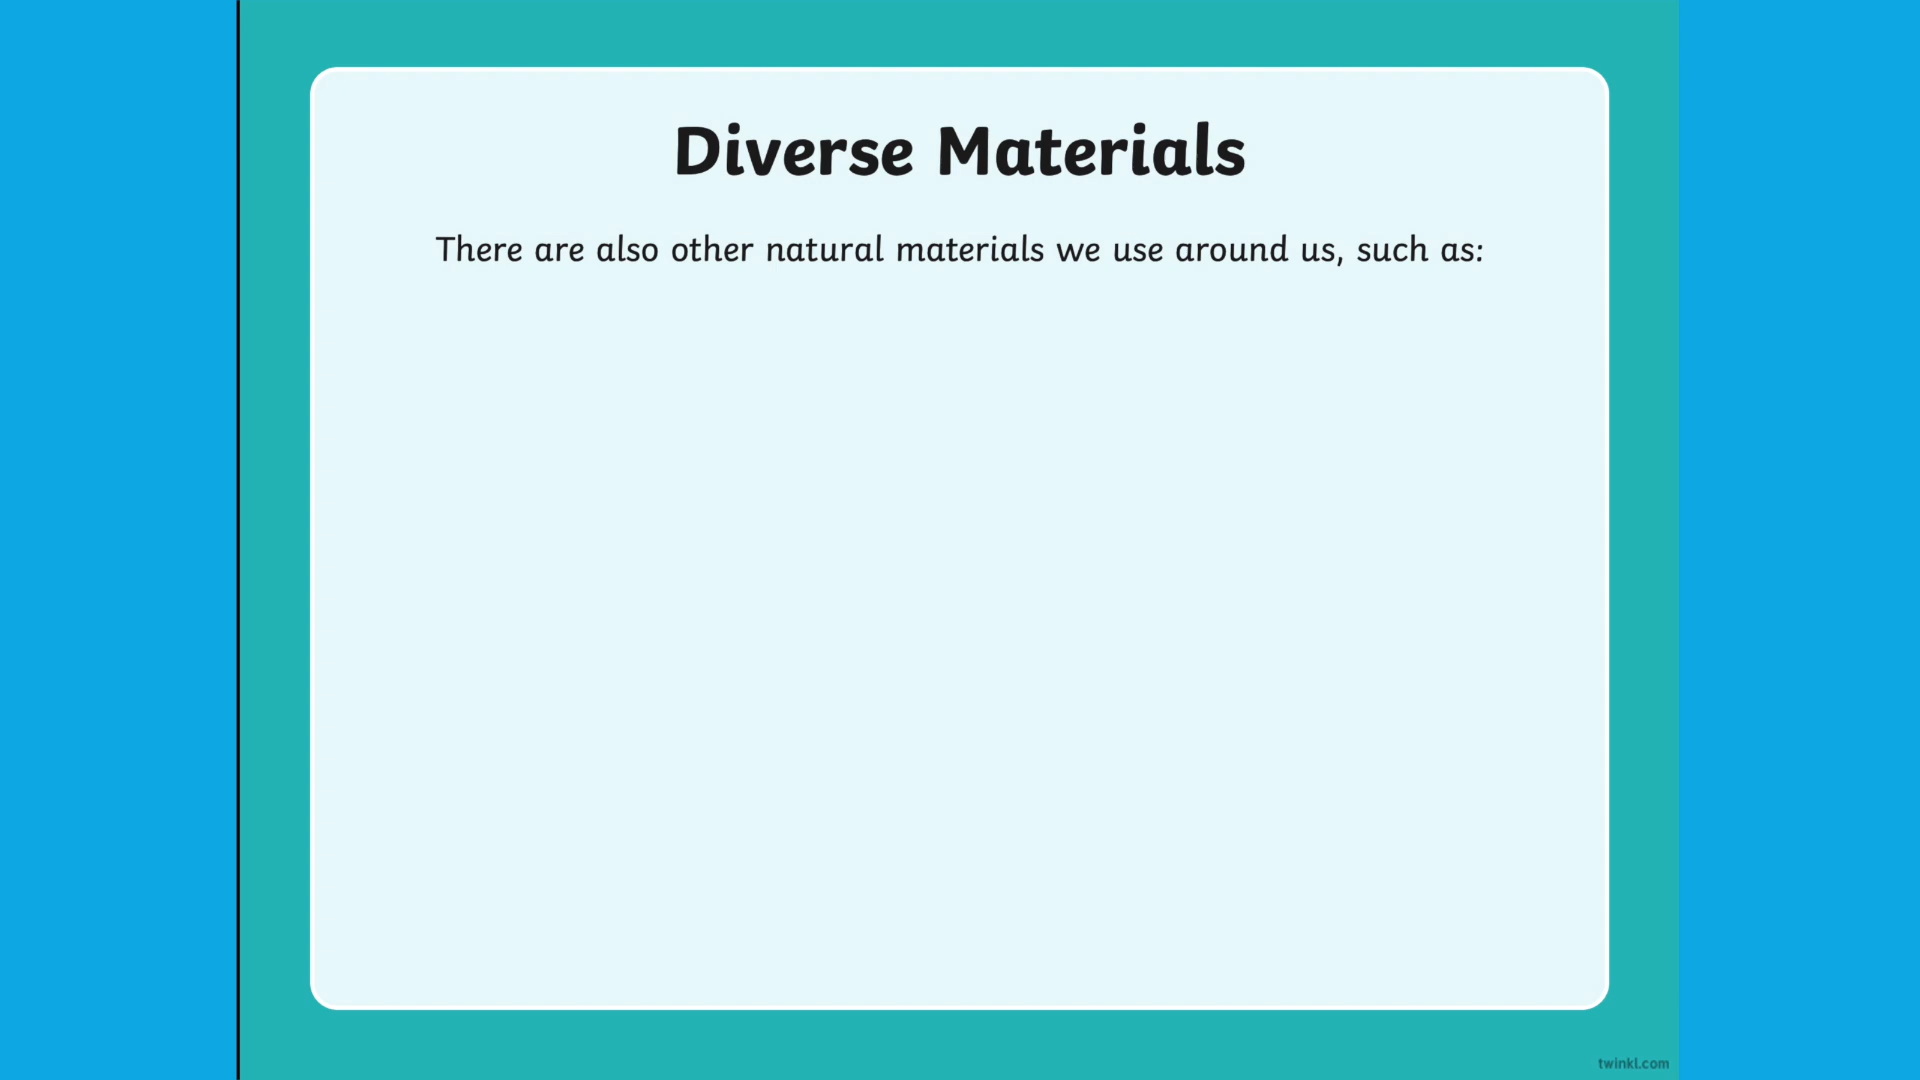 Diverse Materials
There are also other natural materials we use around us, such as:
twinkl.com